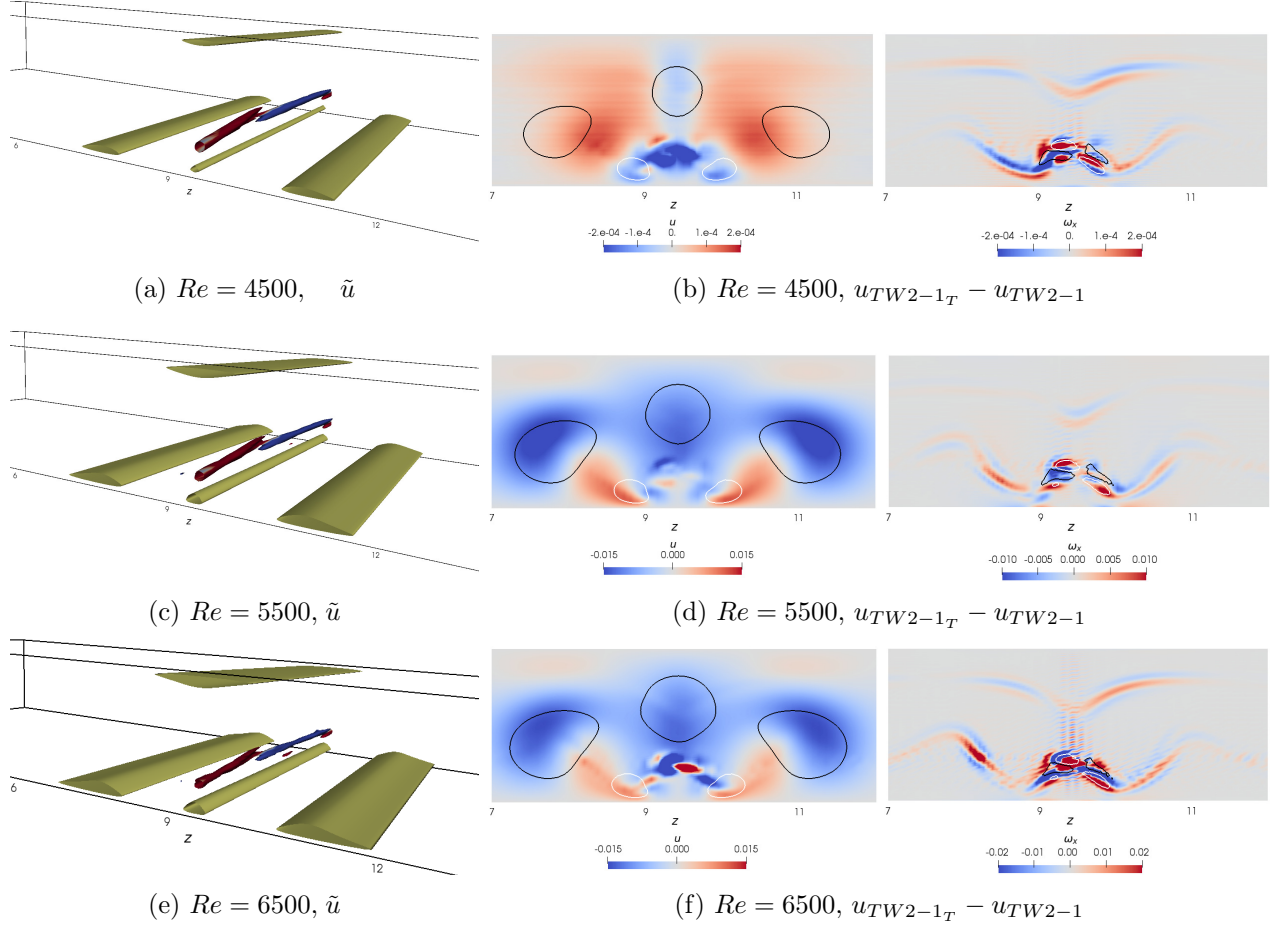 6
9
z
12
7
9
11
z
u
-2.e-04 -1.e-4 0. 1.e-4 2.e-04
7
9
11
z
ωx
-2.e-04 -1.e-4 0. 1.e-4 2.e-04
(a) Re = 4500, ũ
(b) Re = 4500, uTW2−1T − uTW2−1
6
9
z
12
7
9
11
z
u
-0.015 0.000 0.015
7
9
11
z
ωx
-0.010 -0.005 0.000 0.005 0.010
(c) Re = 5500, ũ
(d) Re = 5500, uTW2−1T − uTW2−1
6
9
z
12
7
9
11
z
u
-0.015 0.000 0.015
7
9
11
z
ωx
-0.02 -0.01 0.00 0.01 0.02
(e) Re = 6500, ũ
(f) Re = 6500, uTW2−1T − uTW2−1